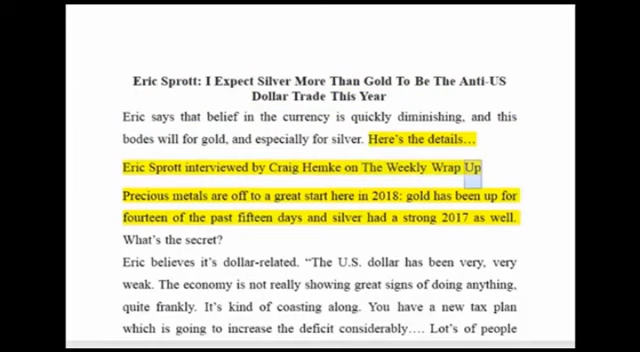 Eric Sprott: I Expect Silver More Than Gold To Be The Anti-US
Dollar Trade This Year
Eric says that belief in the currency is quickly diminishing, and this
bodes will for gold, and especially for silver. Here's the details…
Eric Sprott interviewed by Craig Hemke on The Weekly Wrap Up
Precious metals are off to a great start here in 2018: gold has been up for
fourteen of the past fifteen days and silver had a strong 2017 as well.
What's the secret?
Eric believes it's dollar-related. “The U.S. dollar has been very, very
weak. The economy is not really showing great signs of doing anything,
quite frankly. It's kind of coasting along. You have a new tax plan
which is going to increase the deficit considerably…. Lot's of people